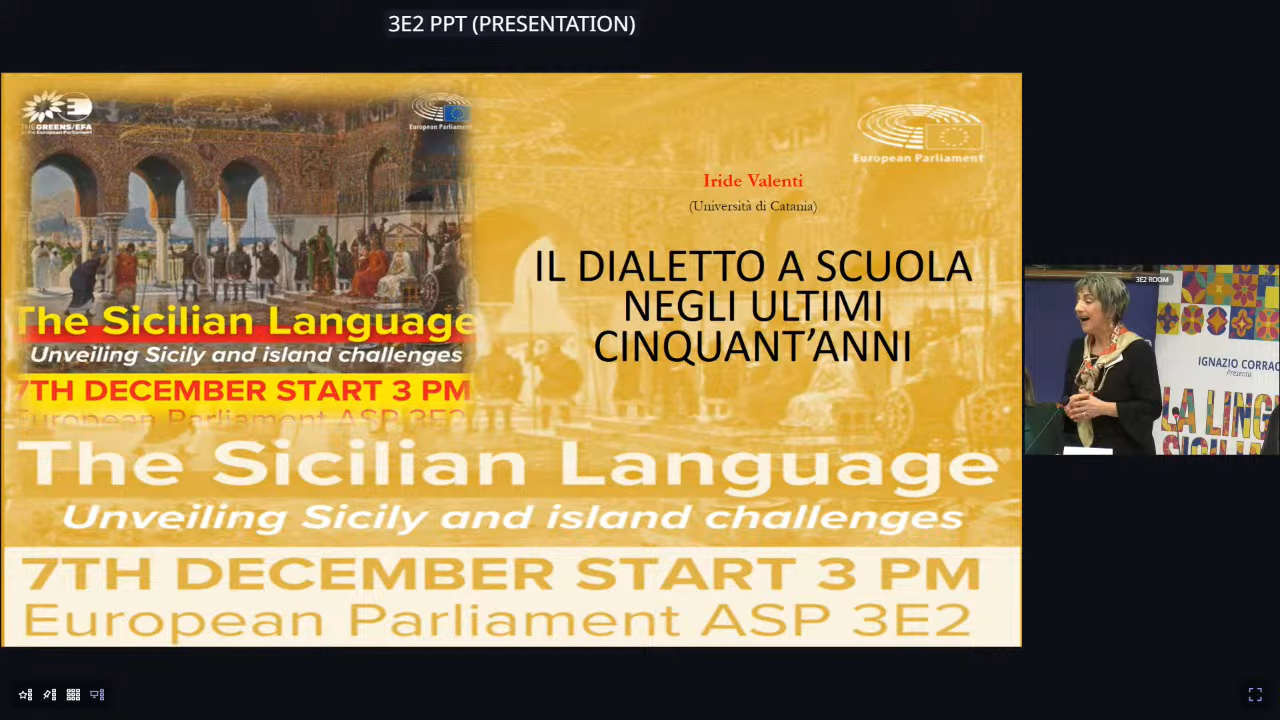 3E2 PPT (PRESENTATION)
THE GREENS/EFA
in the European Parliament
European Parliament
The Sicilian Language
Unveiling Sicily and island challenges
7TH DECEMBER START 3 PM
European Parliament ASP 3E2
European Parliament
Iride Valenti
(Università di Catania)
IL DIALETTO A SCUOLA
NEGLI ULTIMI
CINQUANT’ANNI
The Sicilian Language
Unveiling Sicily and island challenges
7TH DECEMBER START 3 PM
European Parliament ASP 3E2
3E2 ROOM
IGNAZIO CORRAO
Presenta
LA LING
SICILI